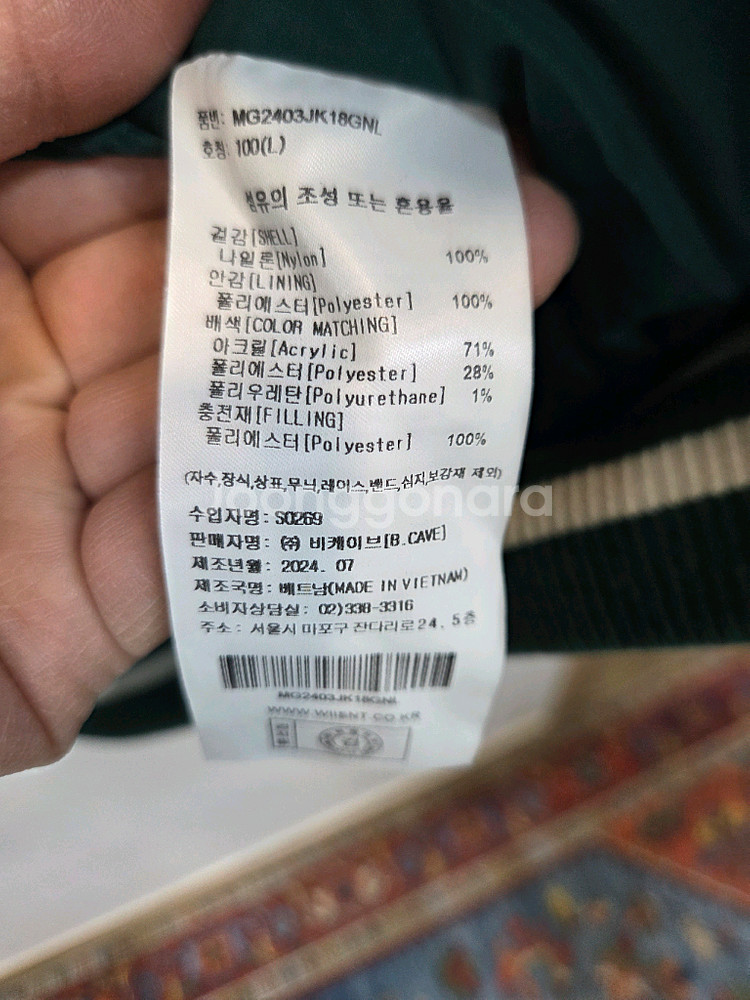 품번: MG2403JK18GNL
호칭: 100(L)
섬유의 조성 또는 혼용율
겉감[SHELL]
나일론[Nylon] 100%
안감[LINING]
폴리에스터[Polyester] 100%
배색[COLOR MATCHING]
아크릴[Acrylic] 71%
폴리에스터[Polyester] 28%
폴리우레탄[Polyurethane] 1%
충전재[FILLING]
폴리에스터[Polyester] 100%
(자수,장식,상표,무늬,레이스,밴드,심지,보강재 제외)
joonggonara
수입자명: S0269
판매자명: ㈜ 비케이브[B.CAVE]
제조년월: 2024. 07
제조국명: 베트남(MADE IN VIETNAM)
소비자상담실: 02)338-3316
주소: 서울시 마포구 잔다리로24, 5층
MG2403JK18GNL
WWW.WIIENT.CO.KR